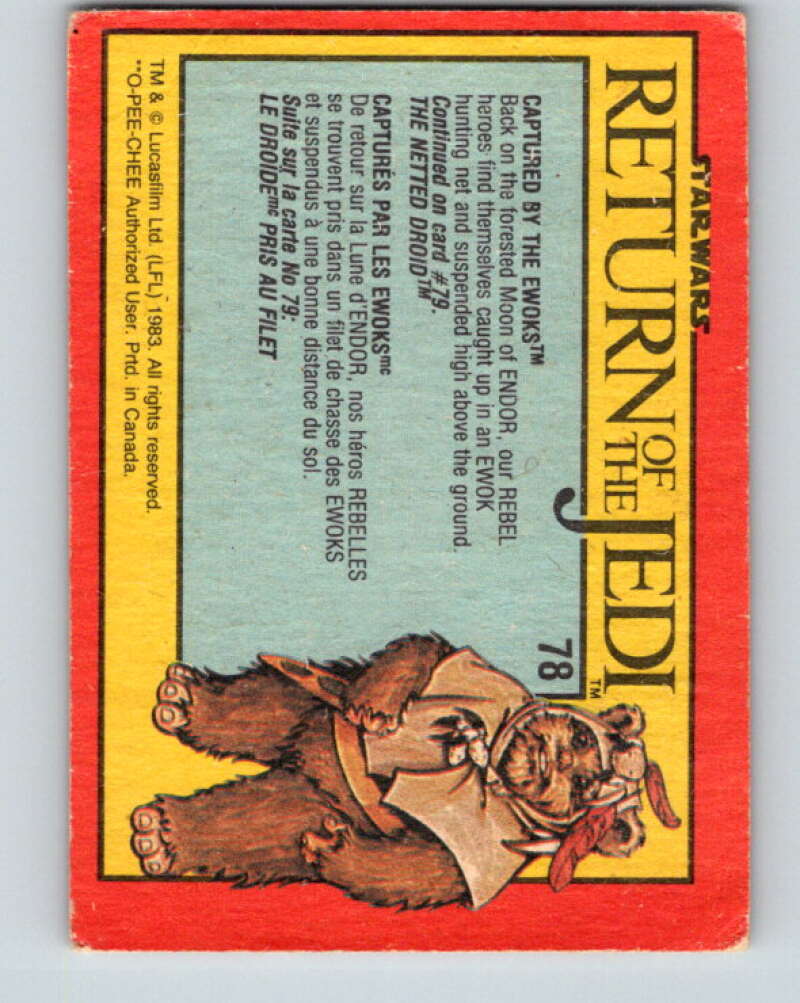 STAR WARS
RETURN OF THE JEDI™
78
CAPTURED BY THE EWOKS™
Back on the forested Moon of ENDOR, our REBEL
heroes find themselves caught up in an EWOK
hunting net and suspended high above the ground.
Continued on card #79.
THE NETTED DROID™
CAPTURÉS PAR LES EWOKSmc
De retour sur la Lune d'ENDOR, nos héros REBELLES
se trouvent pris dans un filet de chasse des EWOKS
et suspendus à une bonne distance du sol.
Suite sur la carte No 79:
LE DROIDEmc PRIS AU FILET
TM & © Lucasfilm Ltd. (LFL) 1983. All rights reserved.
**O-PEE-CHEE Authorized User. Prtd. in Canada.